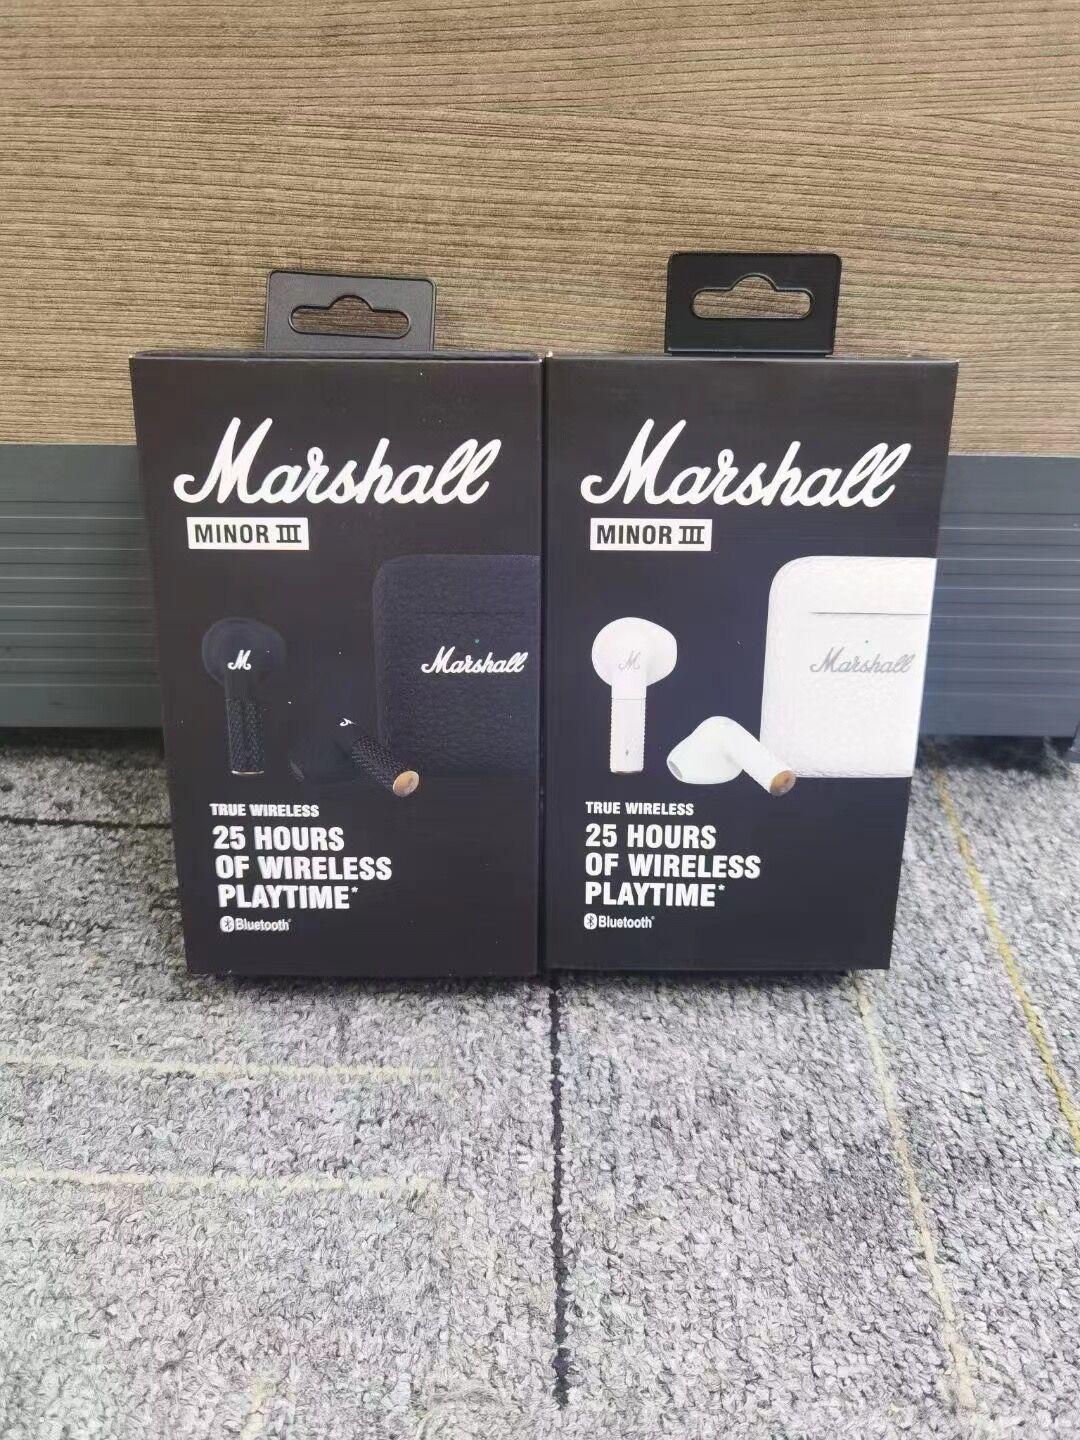 Marshall
MINOR III
M
Marshall
TRUE WIRELESS
25 HOURS
OF WIRELESS
PLAYTIME*
Bluetooth®
Marshall
MINOR III
M
Marshall
TRUE WIRELESS
25 HOURS
OF WIRELESS
PLAYTIME*
Bluetooth®